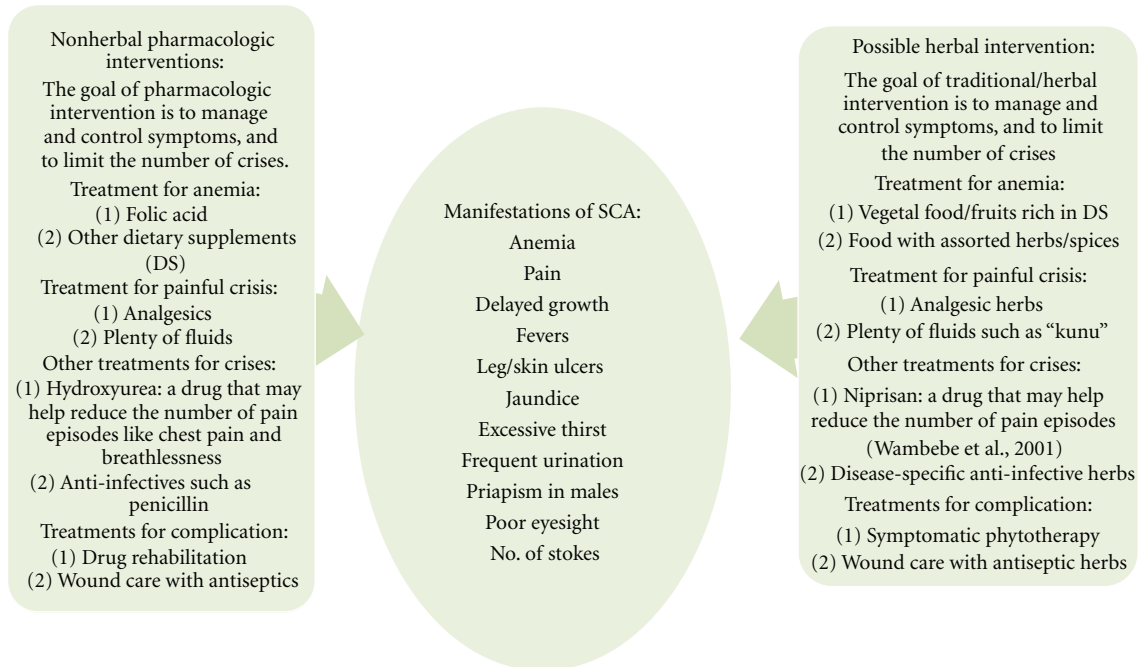 Nonherbal pharmacologic
interventions:
The goal of pharmacologic
intervention is to manage
and control symptoms, and
to limit the number of crises.
Treatment for anemia:
(1) Folic acid
(2) Other dietary supplements
(DS)
Treatment for painful crisis:
(1) Analgesics
(2) Plenty of fluids
Other treatments for crises:
(1) Hydroxyurea: a drug that may
help reduce the number of pain
episodes like chest pain and
breathlessness
(2) Anti-infectives such as
penicillin
Treatments for complication:
(1) Drug rehabilitation
(2) Wound care with antiseptics
Manifestations of SCA:
Anemia
Pain
Delayed growth
Fevers
Leg/skin ulcers
Jaundice
Excessive thirst
Frequent urination
Priapism in males
Poor eyesight
No. of stokes
Possible herbal intervention:
The goal of traditional/herbal
intervention is to manage and
control symptoms, and to limit
the number of crises
Treatment for anemia:
(1) Vegetal food/fruits rich in DS
(2) Food with assorted herbs/spices
Treatment for painful crisis:
(1) Analgesic herbs
(2) Plenty of fluids such as “kunu”
Other treatments for crises:
(1) Niprisan: a drug that may help
reduce the number of pain episodes
(Wambebe et al., 2001)
(2) Disease-specific anti-infective herbs
Treatments for complication:
(1) Symptomatic phytotherapy
(2) Wound care with antiseptic herbs